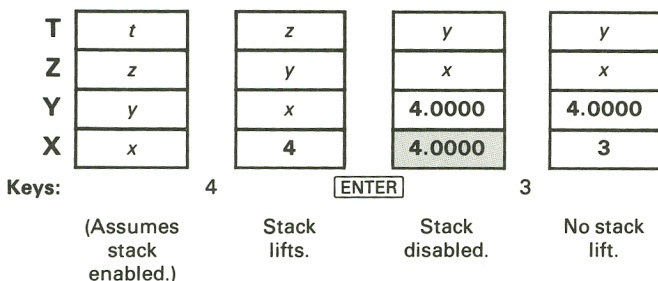 T t z y y
Z z y x x
Y y x 4.0000 4.0000
X x 4 4.0000 3
Keys: 4 ENTER 3
(Assumes Stack Stack No stack
stack lifts. disabled. lift.
enabled.)